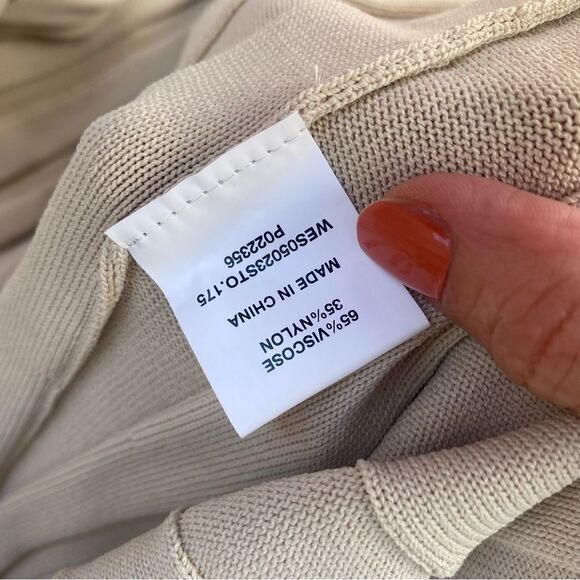 65%VISCOSE
35%NYLON
MADE IN CHINA
WES05023STO.175
P022356